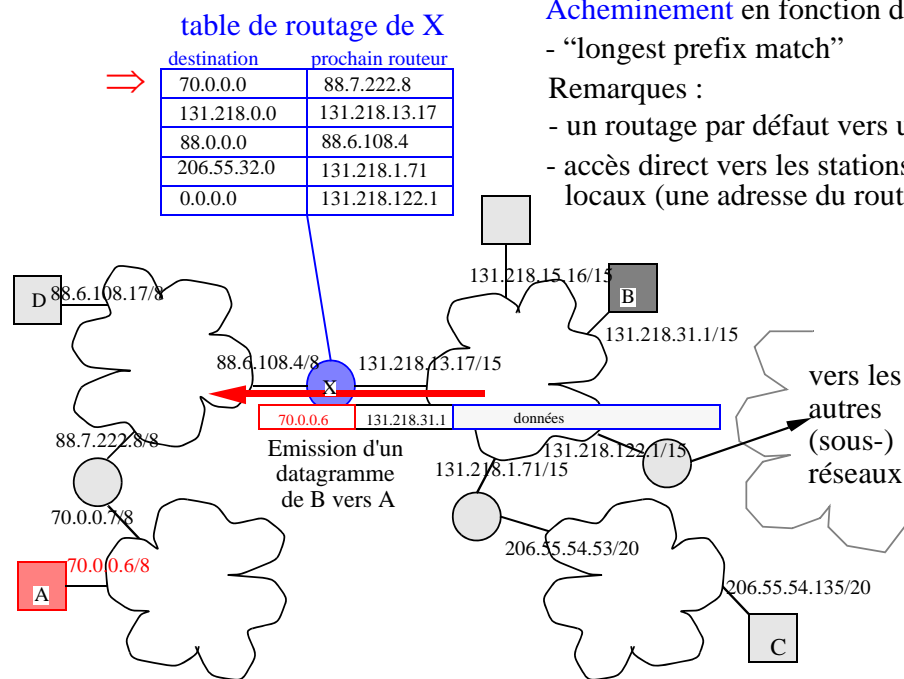 table de routage de X
destination prochain routeur
⇒ 70.0.0.0 88.7.222.8
131.218.0.0 131.218.13.17
88.0.0.0 88.6.108.4
206.55.32.0 131.218.1.71
0.0.0.0 131.218.122.1
Acheminement en fonction d
- “longest prefix match”
Remarques :
- un routage par défaut vers u
- accès direct vers les stations
locaux (une adresse du rout
D 88.6.108.17/8
131.218.15.16/15
B
131.218.31.1/15
88.6.108.4/8
X
131.218.13.17/15
70.0.0.6 131.218.31.1 données
Emission d'un
datagramme
de B vers A
vers les
autres
(sous-)
réseaux
88.7.222.8/8
131.218.122.1/15
131.218.1.71/15
70.0.0.7/8
206.55.54.53/20
70.0.0.6/8
A
206.55.54.135/20
C